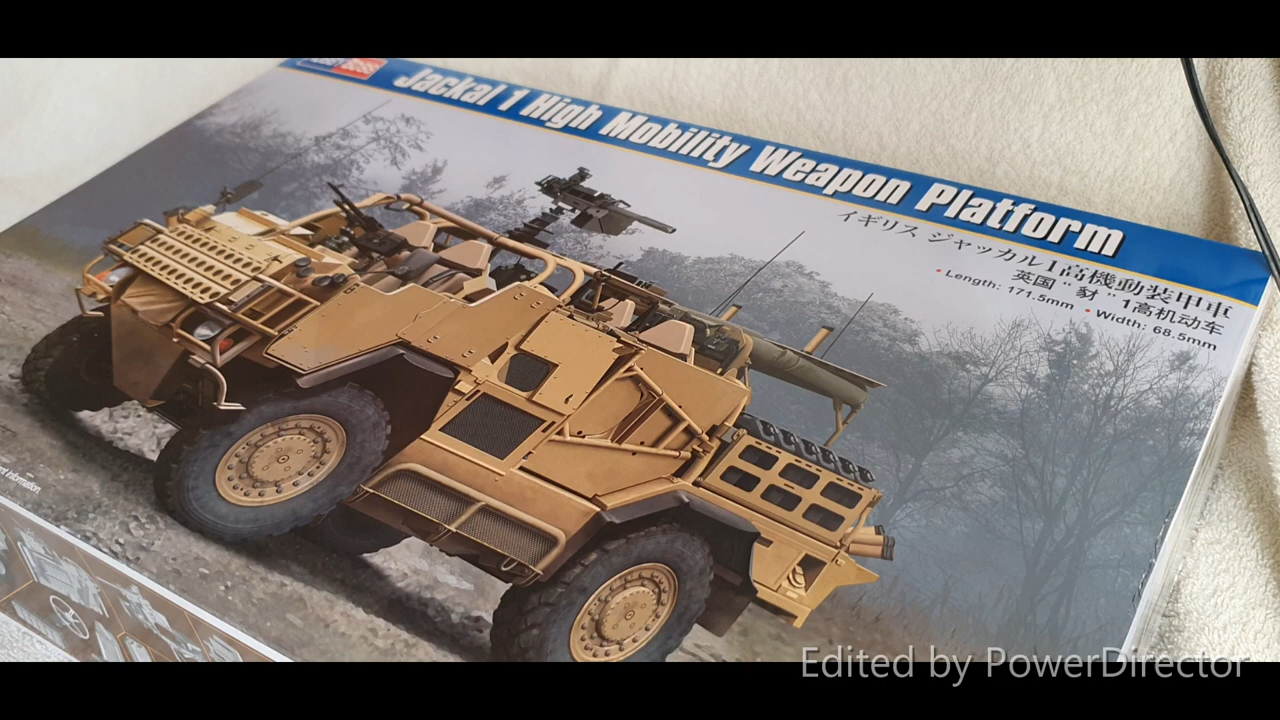 Jackal 1 High Mobility Weapon Platform
イギリス ジャッカル1高機動装甲車
英国“豺”1高机动车
• Length: 171.5mm • Width: 68.5mm
information
Edited by PowerDirector